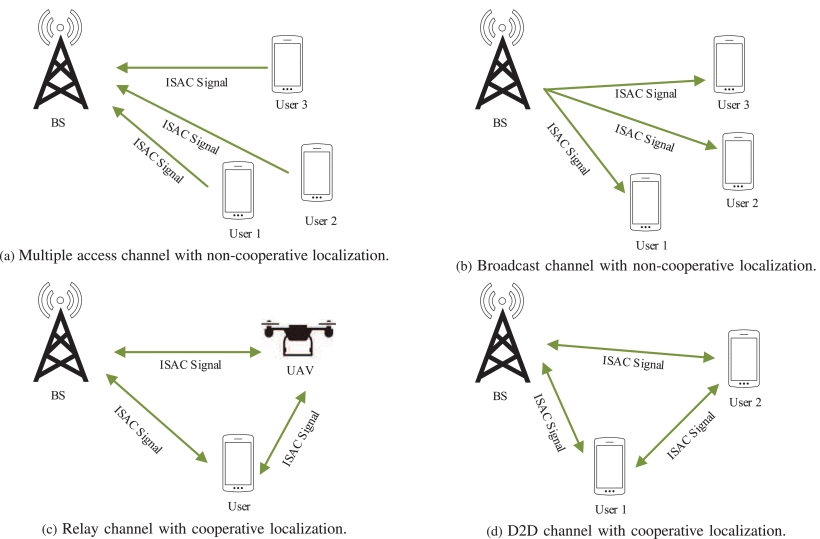 ISAC Signal
User 3
BS
ISAC Signal
ISAC Signal
User 1
User 2
(a) Multiple access channel with non-cooperative localization.
ISAC Signal
User 3
BS
ISAC Signal
ISAC Signal
User 2
User 1
(b) Broadcast channel with non-cooperative localization.
ISAC Signal
UAV
BS
ISAC Signal
ISAC Signal
User
(c) Relay channel with cooperative localization.
ISAC Signal
BS
User 2
ISAC Signal
ISAC Signal
User 1
(d) D2D channel with cooperative localization.